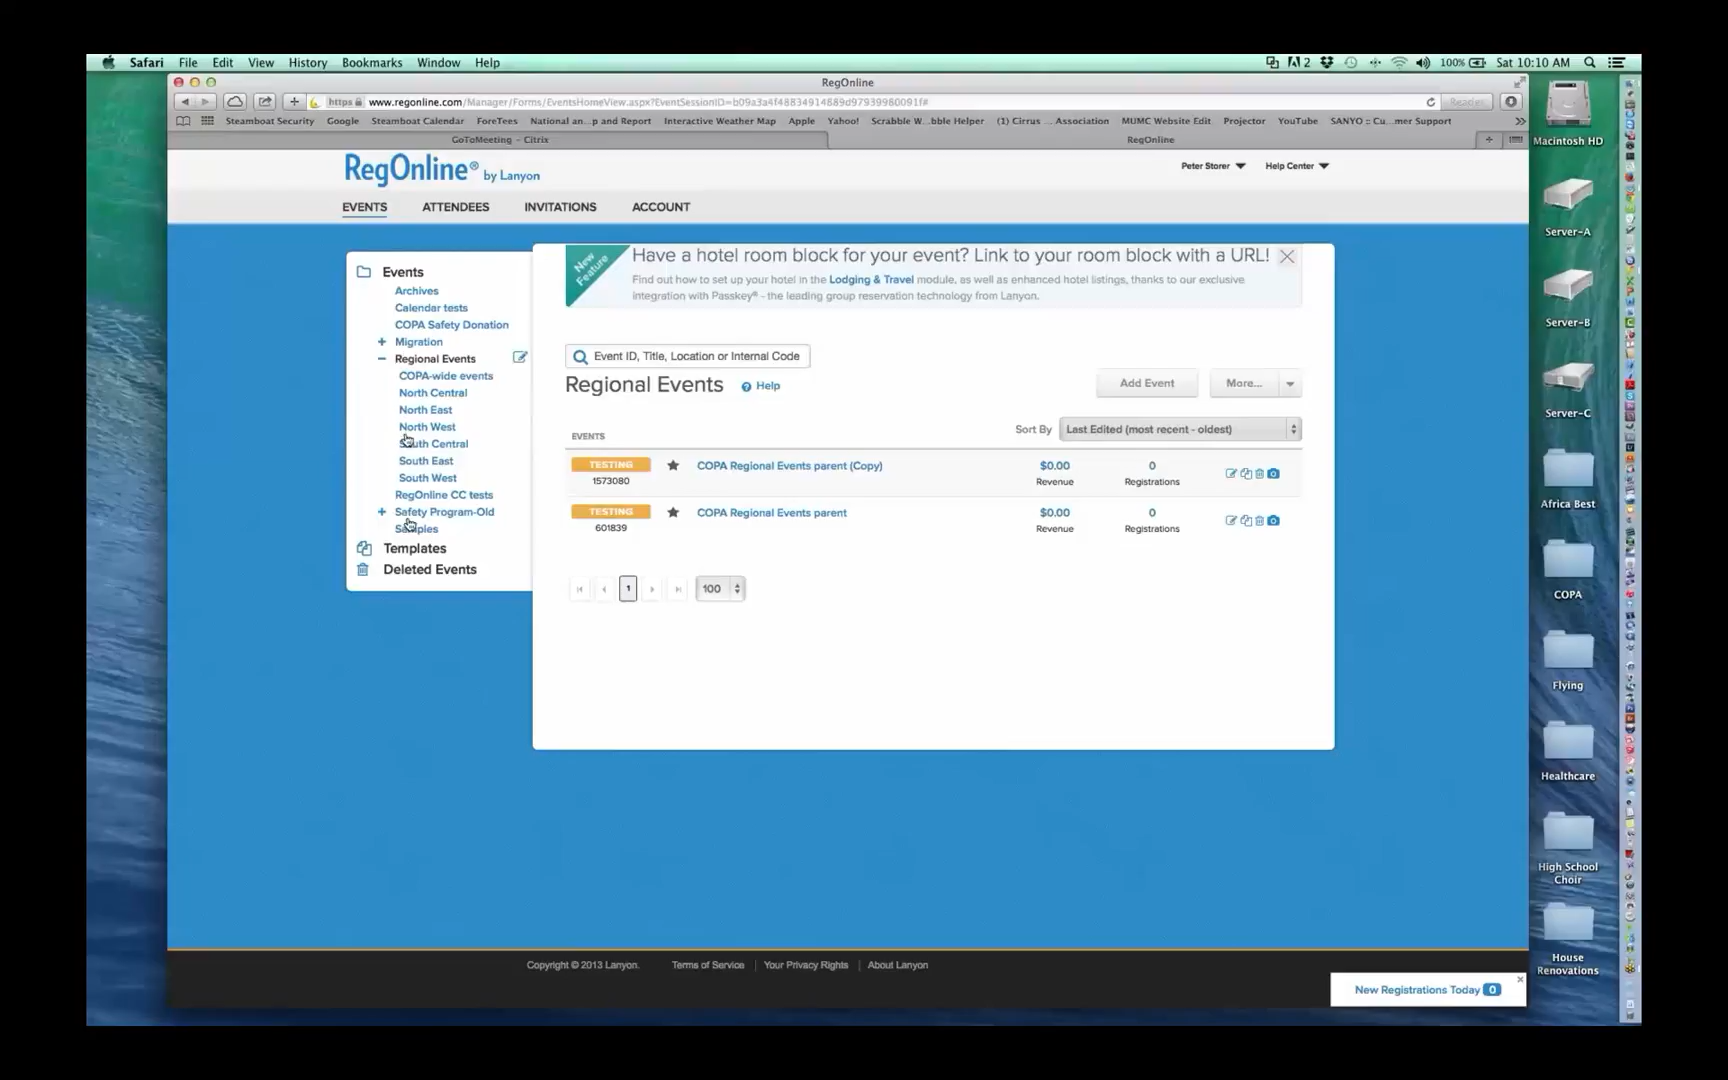 Safari File Edit View History Bookmarks Window Help 2 100% Sat 10:10 AM
RegOnline
https www.regonline.com/Manager/Forms/EventsHomeView.aspx?EventSessionID=b09a3a4f48834914889d97939980091f# Reader
Steamboat Security Google Steamboat Calendar ForeTees National an...p and Report Interactive Weather Map Apple Yahoo! Scrabble W...bble Helper (1) Cirrus ... Association MUMC Website Edit Projector YouTube SANYO :: Cu...mer Support >>
GoToMeeting - Citrix RegOnline
RegOnline® by Lanyon
Peter Storer Help Center
EVENTS ATTENDEES INVITATIONS ACCOUNT
Events
Archives
Calendar tests
COPA Safety Donation
+ Migration
- Regional Events
COPA-wide events
North Central
North East
North West
South Central
South East
South West
RegOnline CC tests
+ Safety Program-Old
Samples
Templates
Deleted Events
New Feature
Have a hotel room block for your event? Link to your room block with a URL!
Find out how to set up your hotel in the Lodging & Travel module, as well as enhanced hotel listings, thanks to our exclusive
integration with Passkey® - the leading group reservation technology from Lanyon.
Event ID, Title, Location or Internal Code
Regional Events ? Help
Add Event More...
EVENTS
Sort By Last Edited (most recent - oldest)
TESTING COPA Regional Events parent (Copy) $0.00 0
1573080 Revenue Registrations
TESTING COPA Regional Events parent $0.00 0
601839 Revenue Registrations
1 100
Copyright © 2013 Lanyon. Terms of Service | Your Privacy Rights | About Lanyon
New Registrations Today 0
Macintosh HD
Server-A
Server-B
Server-C
Africa Best
COPA
Flying
Healthcare
High School
Choir
House
Renovations